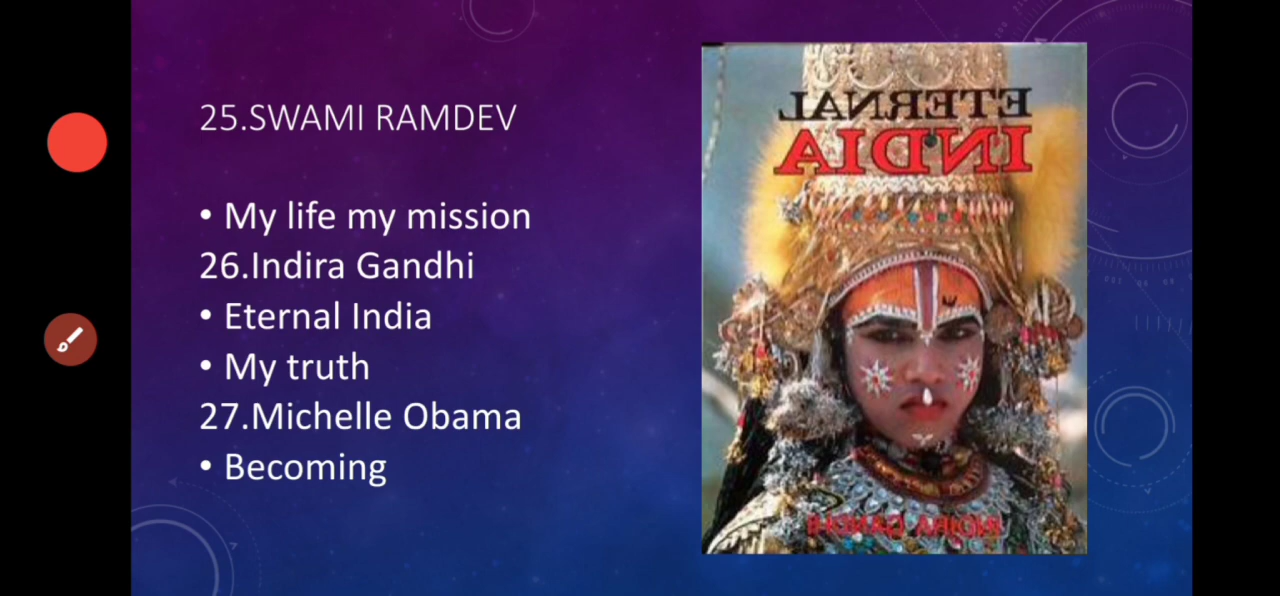 25.SWAMI RAMDEV
• My life my mission
26.Indira Gandhi
• Eternal India
• My truth
27.Michelle Obama
• Becoming
ETERNAL
INDIA
INDIRA GANDHI